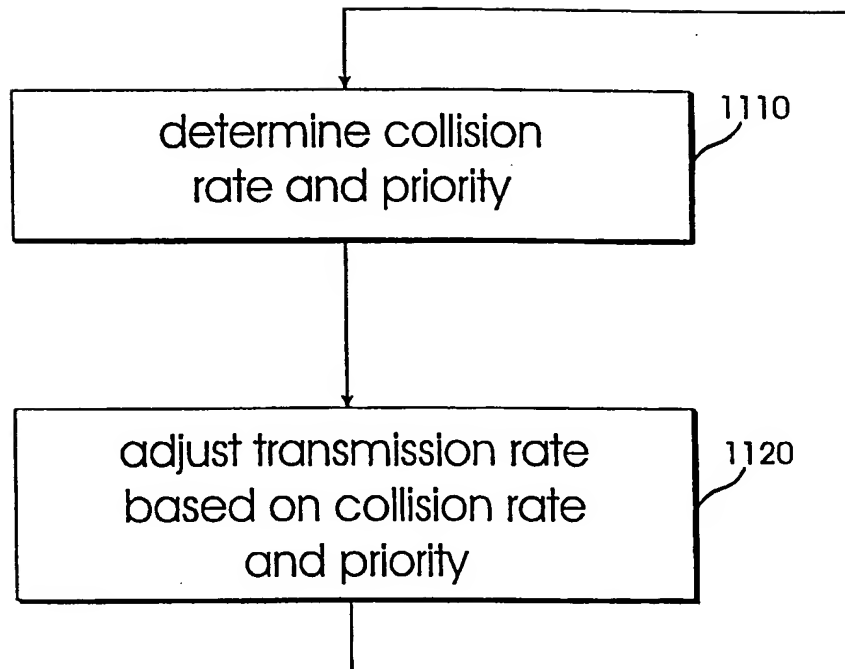 determine collision
rate and priority
1110
adjust transmission rate
based on collision rate
and priority
1120